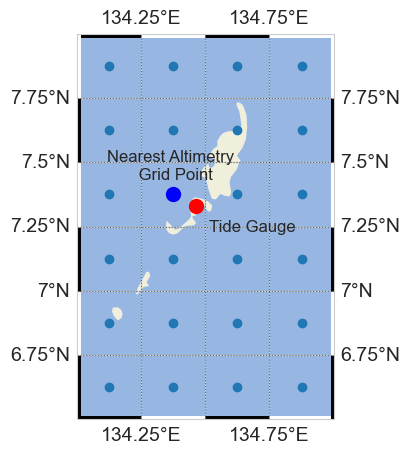 134.25°E 134.75°E
7.75°N 7.75°N
7.5°N 7.5°N
Nearest Altimetry
Grid Point
7.25°N 7.25°N
Tide Gauge
7°N 7°N
6.75°N 6.75°N
134.25°E 134.75°E